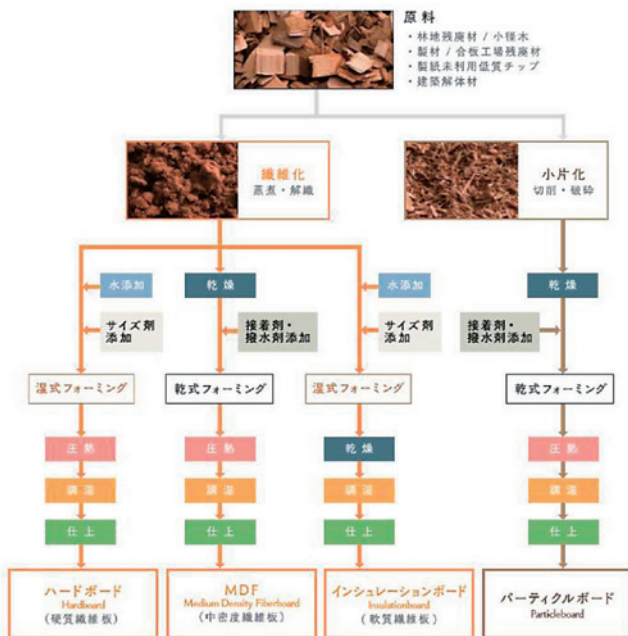 原料
・林地残廃材 / 小径木
・製材 / 合板工場残廃材
・製紙未利用低質チップ
・建築解体材
繊維化
蒸煮・解繊
小片化
切削・破砕
水添加
乾燥
水添加
乾燥
サイズ剤
添加
接着剤・
撥水剤添加
サイズ剤
添加
接着剤・
撥水剤添加
湿式フォーミング
乾式フォーミング
湿式フォーミング
乾式フォーミング
圧熱
圧熱
乾燥
圧熱
調湿
調湿
調湿
調湿
仕上
仕上
仕上
仕上
ハードボード
Hardboard
(硬質繊維板)
MDF
Medium Density Fiberboard
(中密度繊維板)
インシュレーションボード
Insulationboard
(軟質繊維板)
パーティクルボード
Particleboard